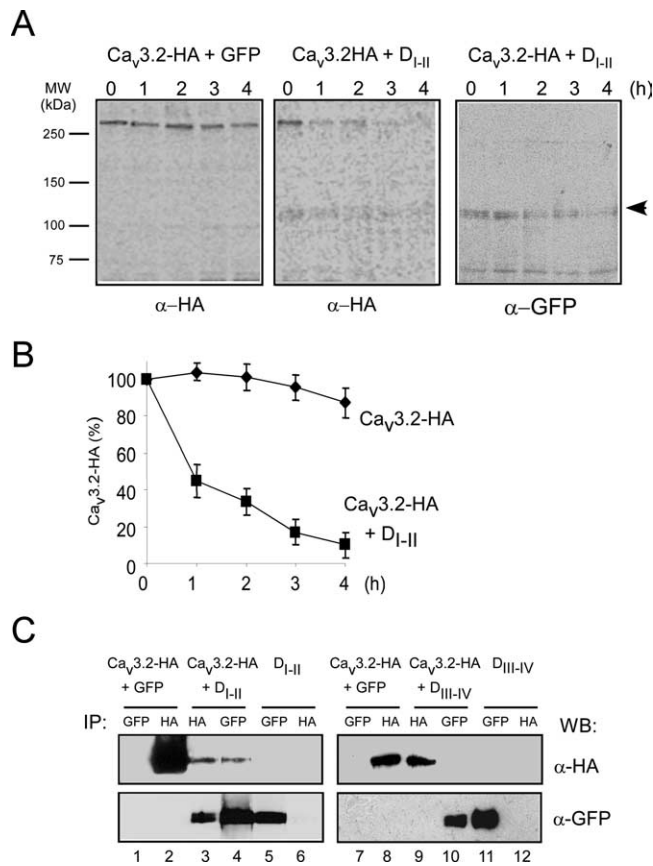 A
Cav3.2-HA + GFP Cav3.2HA + DI-II Cav3.2-HA + DI-II
MW (kDa) 0 1 2 3 4 0 1 2 3 4 0 1 2 3 4 (h)
250
150
100
75
α-HA α-HA α-GFP
B
Cav3.2-HA (%)
100
80
60
40
20
0
Cav3.2-HA
Cav3.2-HA
+ DI-II
0 1 2 3 4 (h)
C
Cav3.2-HA Cav3.2-HA DI-II Cav3.2-HA Cav3.2-HA DIII-IV
+ GFP + DI-II + GFP + DIII-IV
IP: GFP HA HA GFP GFP HA GFP HA HA GFP GFP HA WB:
α-HA
α-GFP
1 2 3 4 5 6 7 8 9 10 11 12